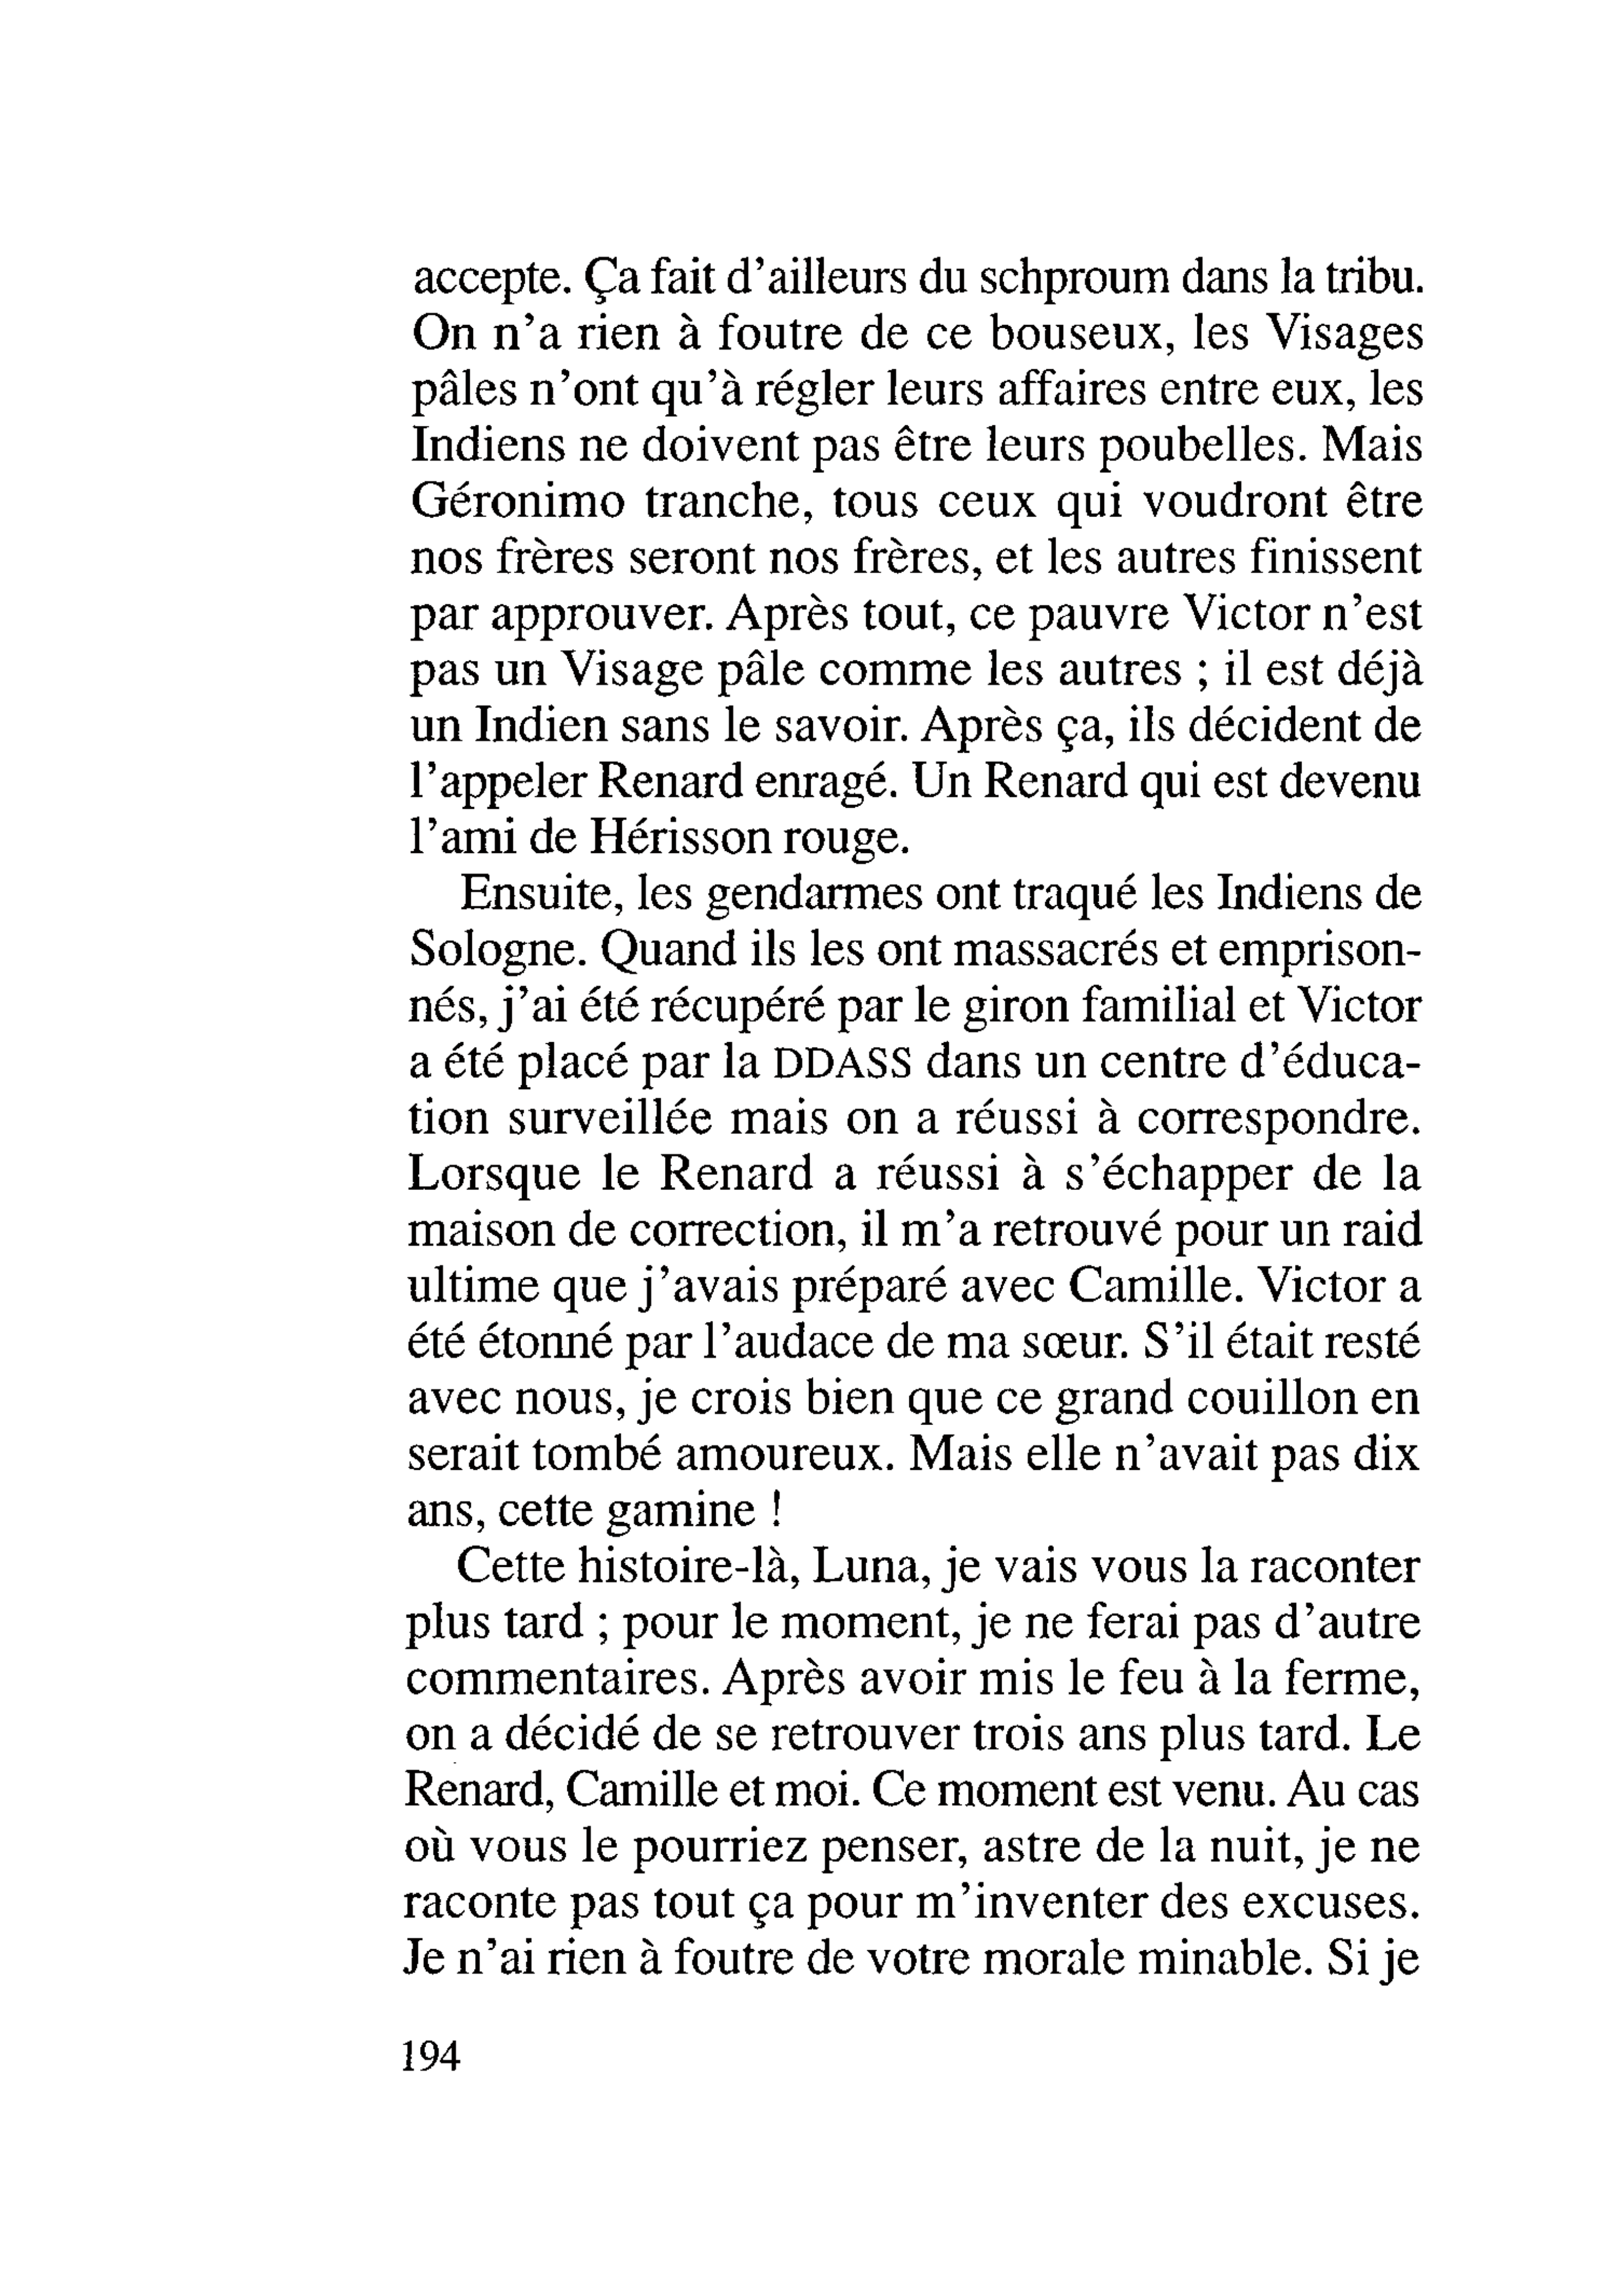 accepte. Ça fait d'ailleurs du schproum dans la tribu.
On n'a rien à foutre de ce bouseux, les Visages
pâles n'ont qu'à régler leurs affaires entre eux, les
Indiens ne doivent pas être leurs poubelles. Mais
Géronimo tranche, tous ceux qui voudront être
nos frères seront nos frères, et les autres finissent
par approuver. Après tout, ce pauvre Victor n'est
pas un Visage pâle comme les autres ; il est déjà
un Indien sans le savoir. Après ça, ils décident de
l'appeler Renard enragé. Un Renard qui est devenu
l'ami de Hérisson rouge.
Ensuite, les gendarmes ont traqué les Indiens de
Sologne. Quand ils les ont massacrés et emprison-
nés, j'ai été récupéré par le giron familial et Victor
a été placé par la DDASS dans un centre d'éduca-
tion surveillée mais on a réussi à correspondre.
Lorsque le Renard a réussi à s'échapper de la
maison de correction, il m'a retrouvé pour un raid
ultime que j'avais préparé avec Camille. Victor a
été étonné par l'audace de ma sœur. S'il était resté
avec nous, je crois bien que ce grand couillon en
serait tombé amoureux. Mais elle n'avait pas dix
ans, cette gamine !
Cette histoire-là, Luna, je vais vous la raconter
plus tard ; pour le moment, je ne ferai pas d'autre
commentaires. Après avoir mis le feu à la ferme,
on a décidé de se retrouver trois ans plus tard. Le
Renard, Camille et moi. Ce moment est venu. Au cas
où vous le pourriez penser, astre de la nuit, je ne
raconte pas tout ça pour m'inventer des excuses.
Je n'ai rien à foutre de votre morale minable. Si je
194